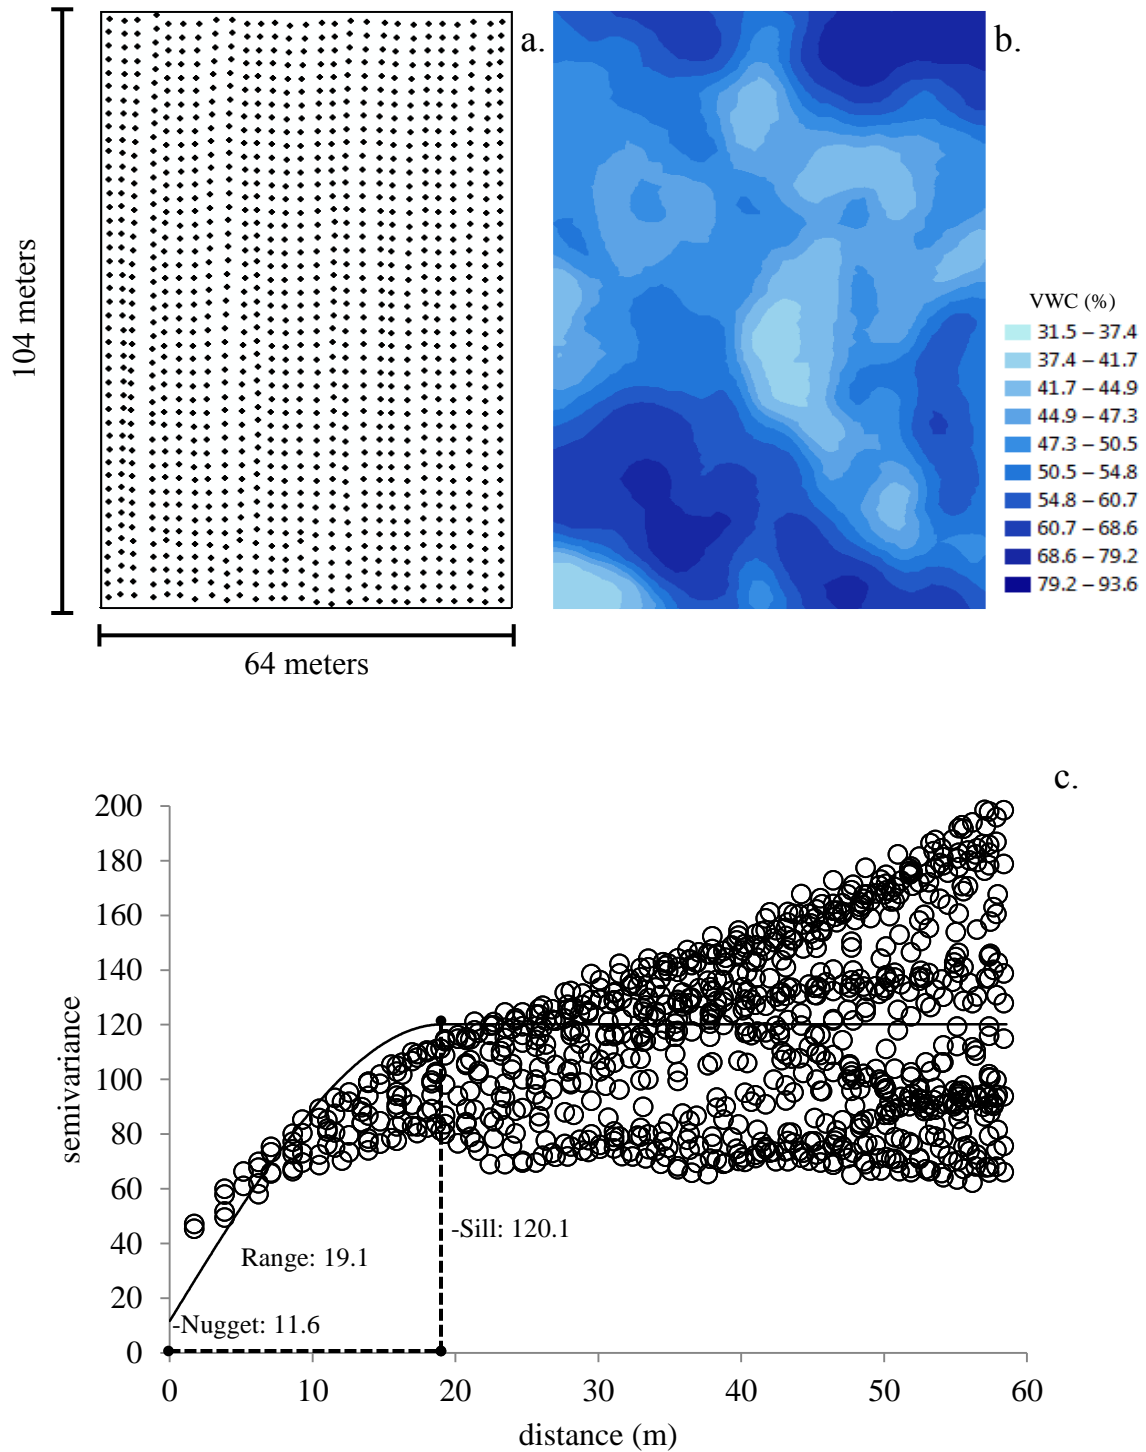 a.
b.
104 meters
64 meters
VWC (%)
31.5 – 37.4
37.4 – 41.7
41.7 – 44.9
44.9 – 47.3
47.3 – 50.5
50.5 – 54.8
54.8 – 60.7
60.7 – 68.6
68.6 – 79.2
79.2 – 93.6
c.
semivariance
200
180
160
140
120
100
80
60
40
20
0
-Sill: 120.1
Range: 19.1
-Nugget: 11.6
0 10 20 30 40 50 60
distance (m)